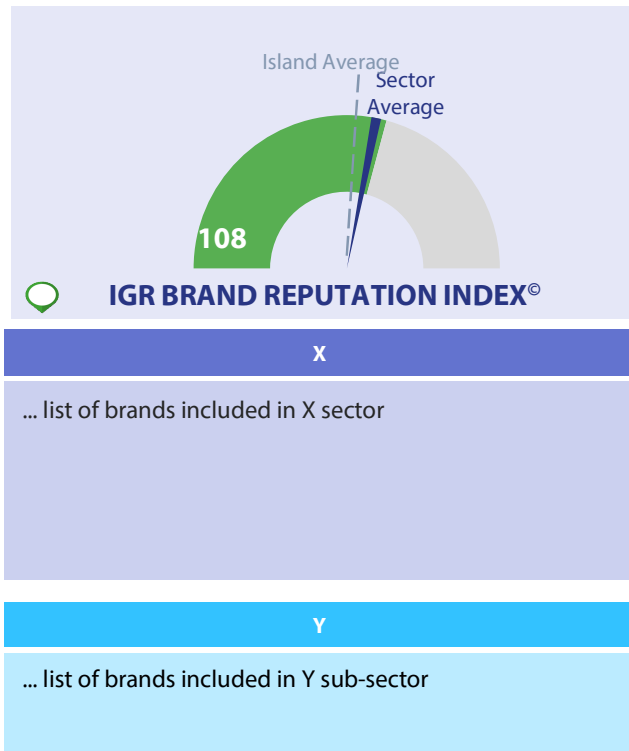 Island Average
Sector
Average
108
IGR BRAND REPUTATION INDEX©
X
... list of brands included in X sector
Y
... list of brands included in Y sub-sector